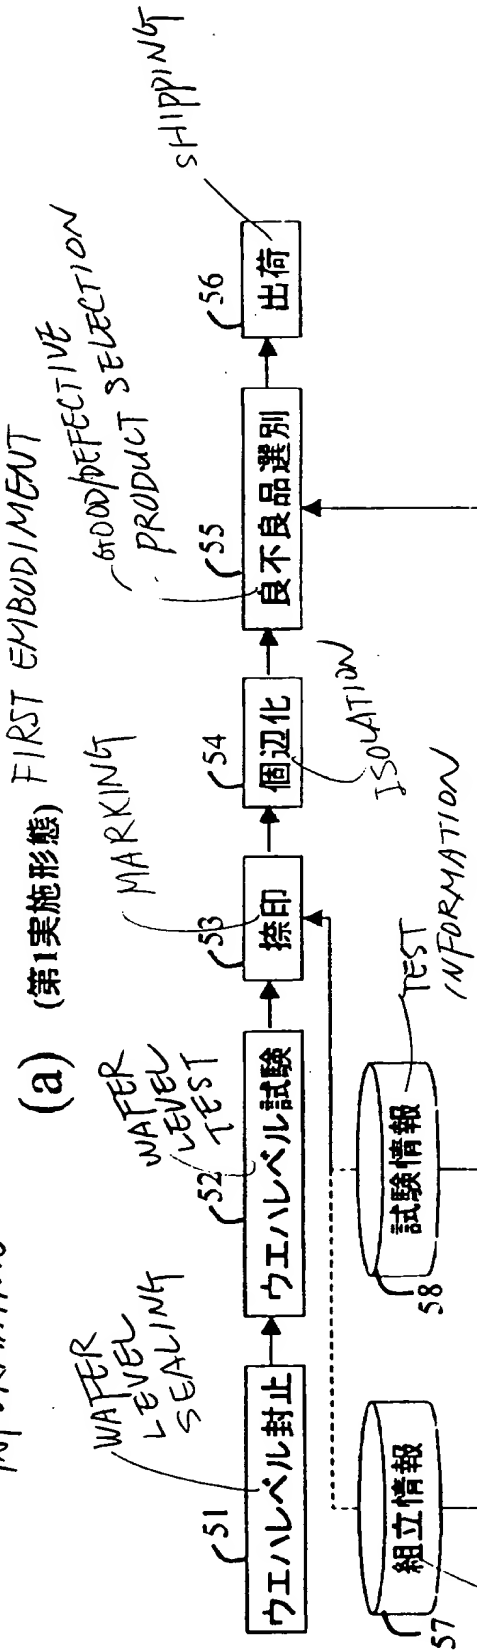 (a) (第1実施形態) FIRST EMBODIMENT
WAFER
LEVEL
SEALING
WAFER
LEVEL
TEST
MARKING
GOOD/DEFECTIVE
PRODUCT SELECTION
SHIPPING
51
52
53
54
55
56
ウエハレベル封止
ウエハレベル試験
捺印
個辺化
良不良品選別
出荷
ISOLATION
組立情報
試験情報
TEST
INFORMATION
57
58